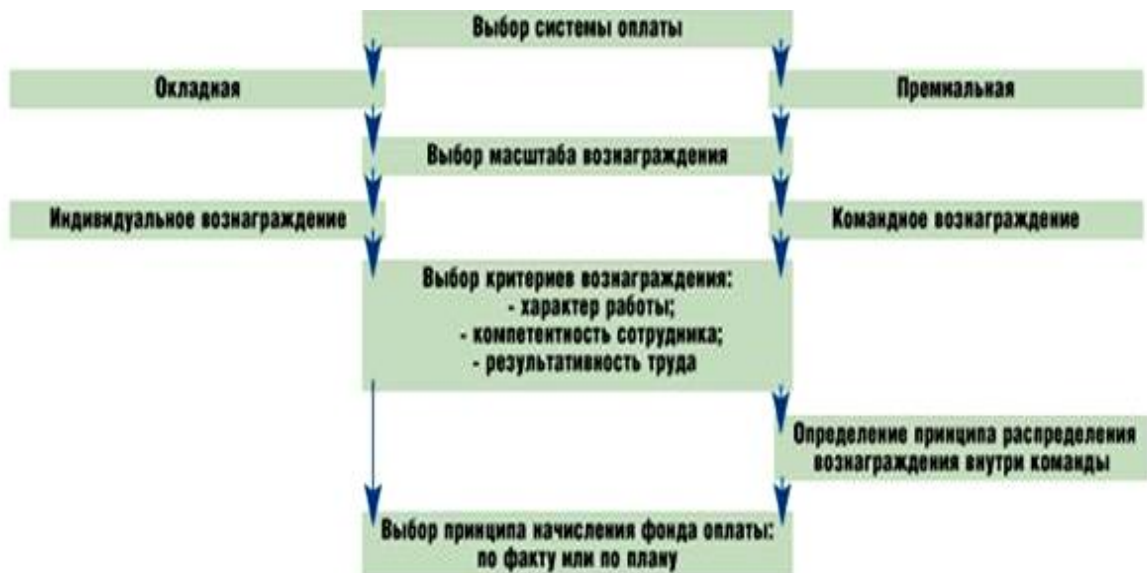 Выбор системы оплаты
Окладная
Премиальная
Выбор масштаба вознаграждения
Индивидуальное вознаграждение
Командное вознаграждение
Выбор критериев вознаграждения:
- характер работы;
- компетентность сотрудника;
- результативность труда
Определение принципа распределения
вознаграждения внутри команды
Выбор принципа начисления фонда оплаты:
по факту или по плану